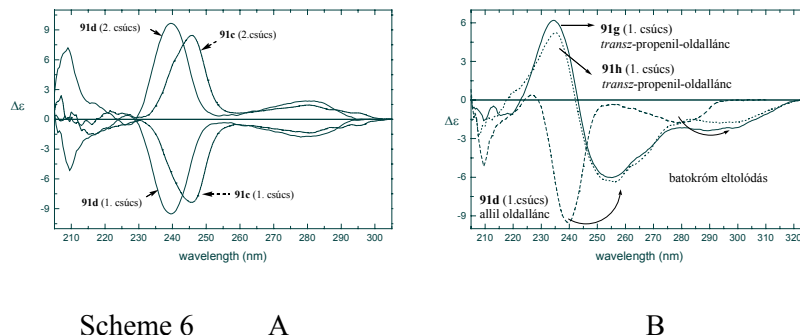 9
6
3
0
-3
-6
-9
Δε
210 220 230 240 250 260 270 280 290 300
wavelength (nm)
91d (2. csúcs)
91c (2.csúcs)
91d (1. csúcs)
91c (1. csúcs)
6
3
0
-3
-6
-9
Δε
210 220 230 240 250 260 270 280 290 300 310 320
wavelength (nm)
91g (1. csúcs)
transz-propenil-oldallánc
91h (1. csúcs)
transz-propenil-oldallánc
91d (1.csúcs)
allil oldallánc
batokróm eltolódás
Scheme 6 A B